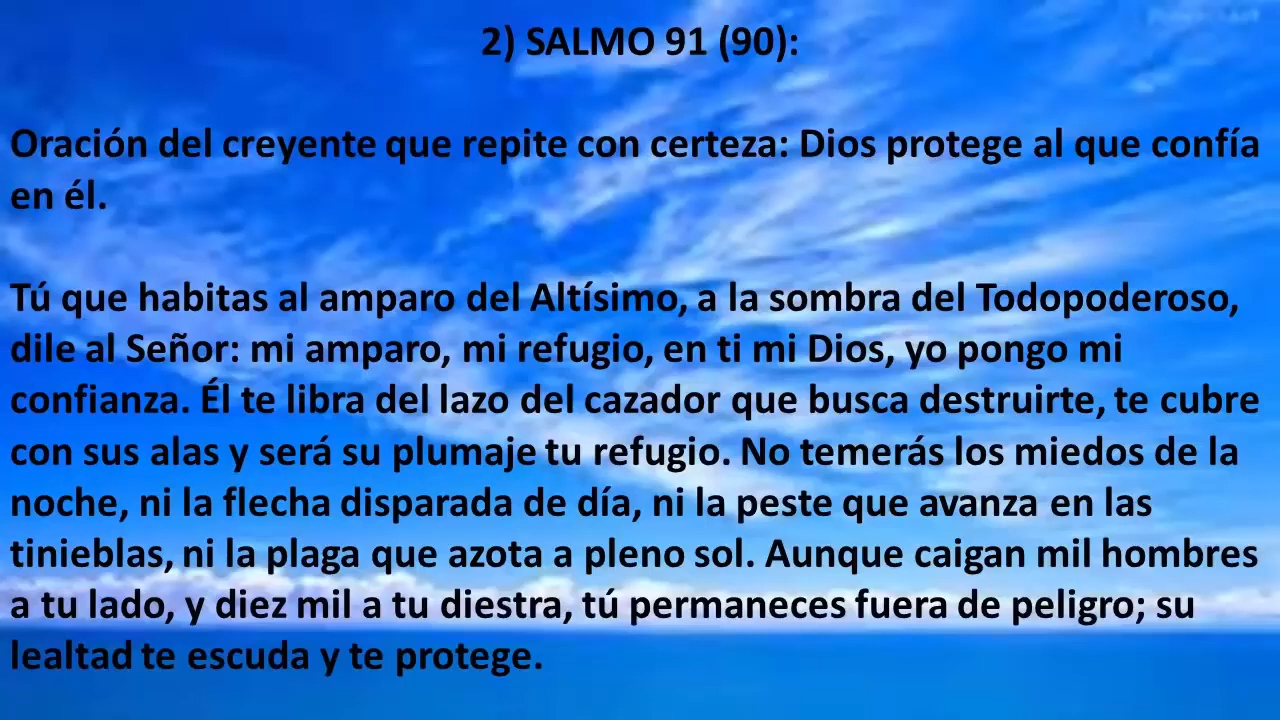 2) SALMO 91 (90):
Oración del creyente que repite con certeza: Dios protege al que confía
en él.
Tú que habitas al amparo del Altísimo, a la sombra del Todopoderoso,
dile al Señor: mi amparo, mi refugio, en ti mi Dios, yo pongo mi
confianza. Él te libra del lazo del cazador que busca destruirte, te cubre
con sus alas y será su plumaje tu refugio. No temerás los miedos de la
noche, ni la flecha disparada de día, ni la peste que avanza en las
tinieblas, ni la plaga que azota a pleno sol. Aunque caigan mil hombres
a tu lado, y diez mil a tu diestra, tú permaneces fuera de peligro; su
lealtad te escuda y te protege.